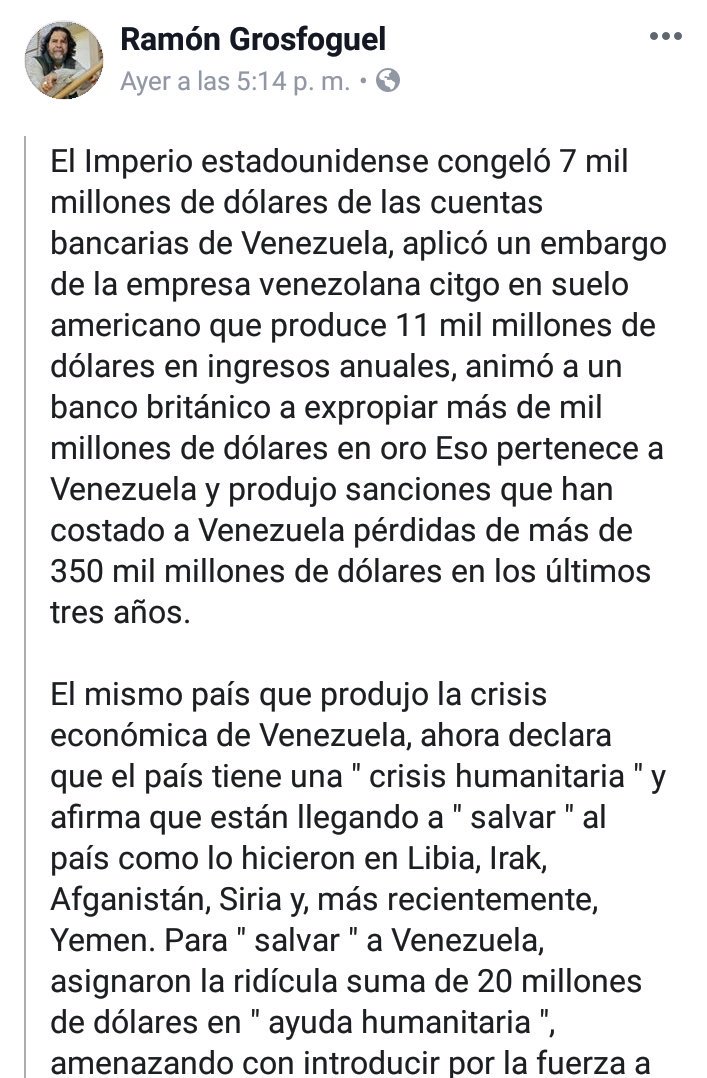 Ramón Grosfoguel
Ayer a las 5:14 p. m. •
El Imperio estadounidense congeló 7 mil
millones de dólares de las cuentas
bancarias de Venezuela, aplicó un embargo
de la empresa venezolana citgo en suelo
americano que produce 11 mil millones de
dólares en ingresos anuales, animó a un
banco británico a expropiar más de mil
millones de dólares en oro Eso pertenece a
Venezuela y produjo sanciones que han
costado a Venezuela pérdidas de más de
350 mil millones de dólares en los últimos
tres años.
El mismo país que produjo la crisis
económica de Venezuela, ahora declara
que el país tiene una " crisis humanitaria " y
afirma que están llegando a " salvar " al
país como lo hicieron en Libia, Irak,
Afganistán, Siria y, más recientemente,
Yemen. Para " salvar " a Venezuela,
asignaron la ridícula suma de 20 millones
de dólares en " ayuda humanitaria ",
amenazando con introducir por la fuerza a